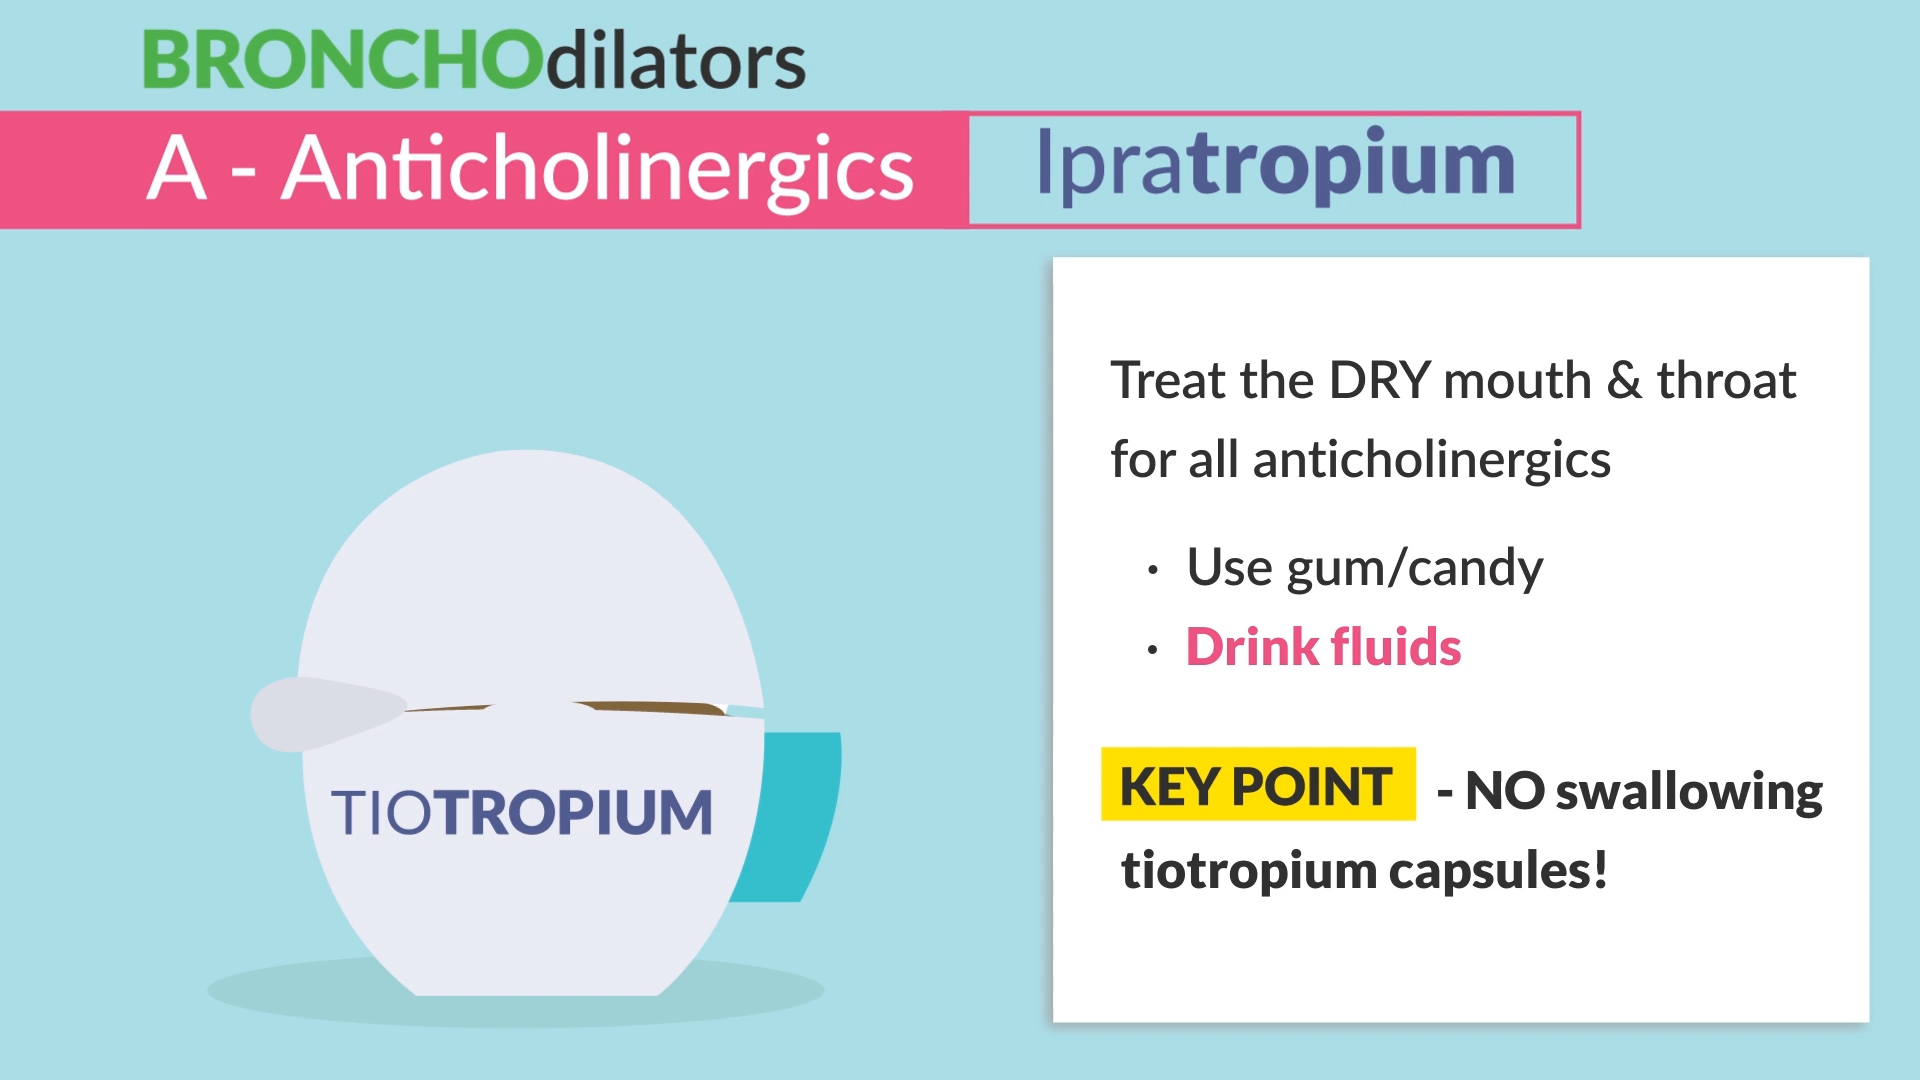 BRONCHOdilators
A - Anticholinergics
Ipratropium
Treat the DRY mouth & throat
for all anticholinergics
· Use gum/candy
· Drink fluids
KEY POINT - NO swallowing
tiotropium capsules!
TIOTROPIUM